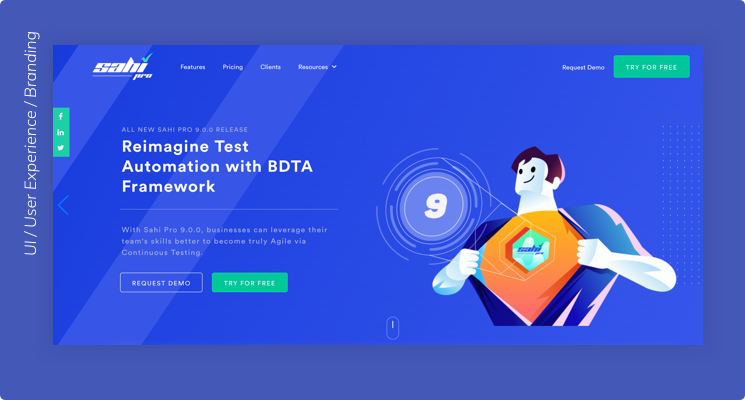 UI / User Experience / Branding
sahi pro
Features Pricing Clients Resources
Request Demo TRY FOR FREE
ALL NEW SAHI PRO 9.0.0 RELEASE
Reimagine Test
Automation with BDTA
Framework
With Sahi Pro 9.0.0, businesses can leverage their
team's skills better to become truly Agile via
Continuous Testing.
REQUEST DEMO TRY FOR FREE
9
sahi pro